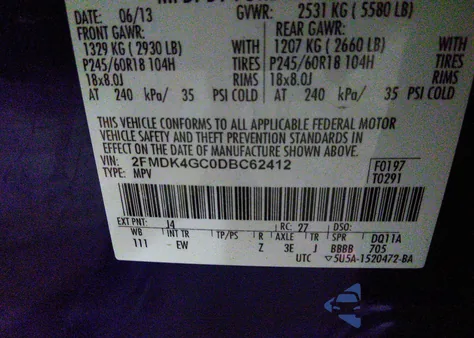 DATE: 06/13 GVWR: 2531 KG ( 5580 LB)
FRONT GAWR: REAR GAWR:
1329 KG ( 2930 LB) WITH 1207 KG ( 2660 LB) WITH
P245/60R18 104H TIRES P245/60R18 104H TIRES
18x8.0J RIMS 18x8.0J RIMS
AT 240 kPa/ 35 PSI COLD AT 240 kPa/ 35 PSI COLD
THIS VEHICLE CONFORMS TO ALL APPLICABLE FEDERAL MOTOR
VEHICLE SAFETY AND THEFT PREVENTION STANDARDS IN
EFFECT ON THE DATE OF MANUFACTURE SHOWN ABOVE.
VIN: 2FMDK4GC0DBC62412 F0197
TYPE: MPV T0291
EXT PNT: J4 RC: 27 DSO:
WB INT TR TP/PS R AXLE TR SPR DQ11A
111 - EW Z 3E J BBBB 705
UTC 5U5A-1520472-BA